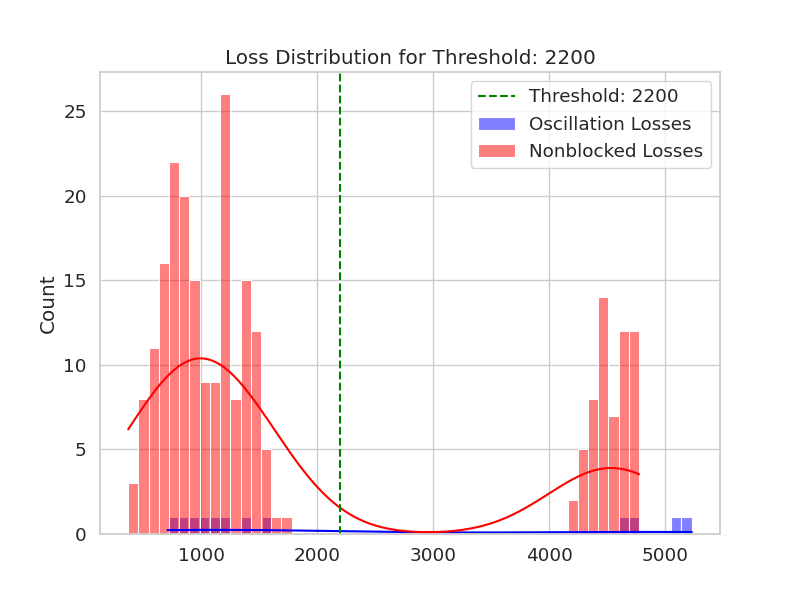 Loss Distribution for Threshold: 2200
Threshold: 2200
Oscillation Losses
Nonblocked Losses
Count
25
20
15
10
5
0
1000 2000 3000 4000 5000